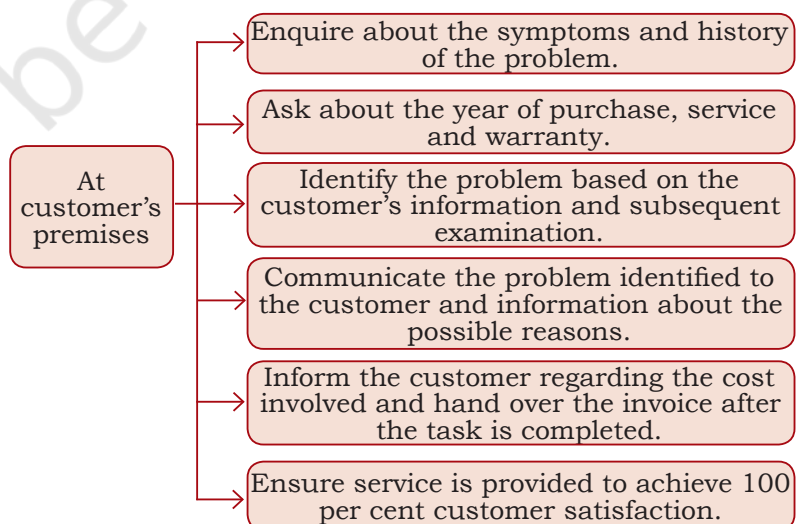 be
Enquire about the symptoms and history
of the problem.
Ask about the year of purchase, service
and warranty.
At
customer's
premises
Identify the problem based on the
customer's information and subsequent
examination.
Communicate the problem identified to
the customer and information about the
possible reasons.
Inform the customer regarding the cost
involved and hand over the invoice after
the task is completed.
Ensure service is provided to achieve 100
per cent customer satisfaction.